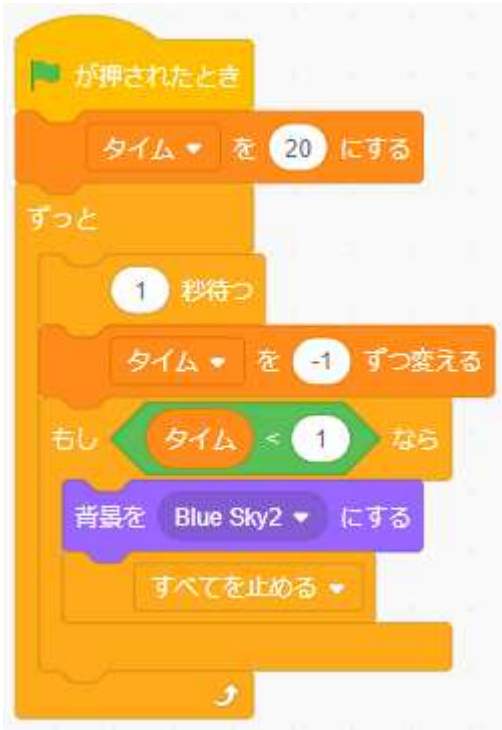 が押されたとき
タイム を 20 にする
ずっと
1 秒待つ
タイム を -1 ずつ変える
もし タイム < 1 なら
背景を Blue Sky2 にする
すべてを止める